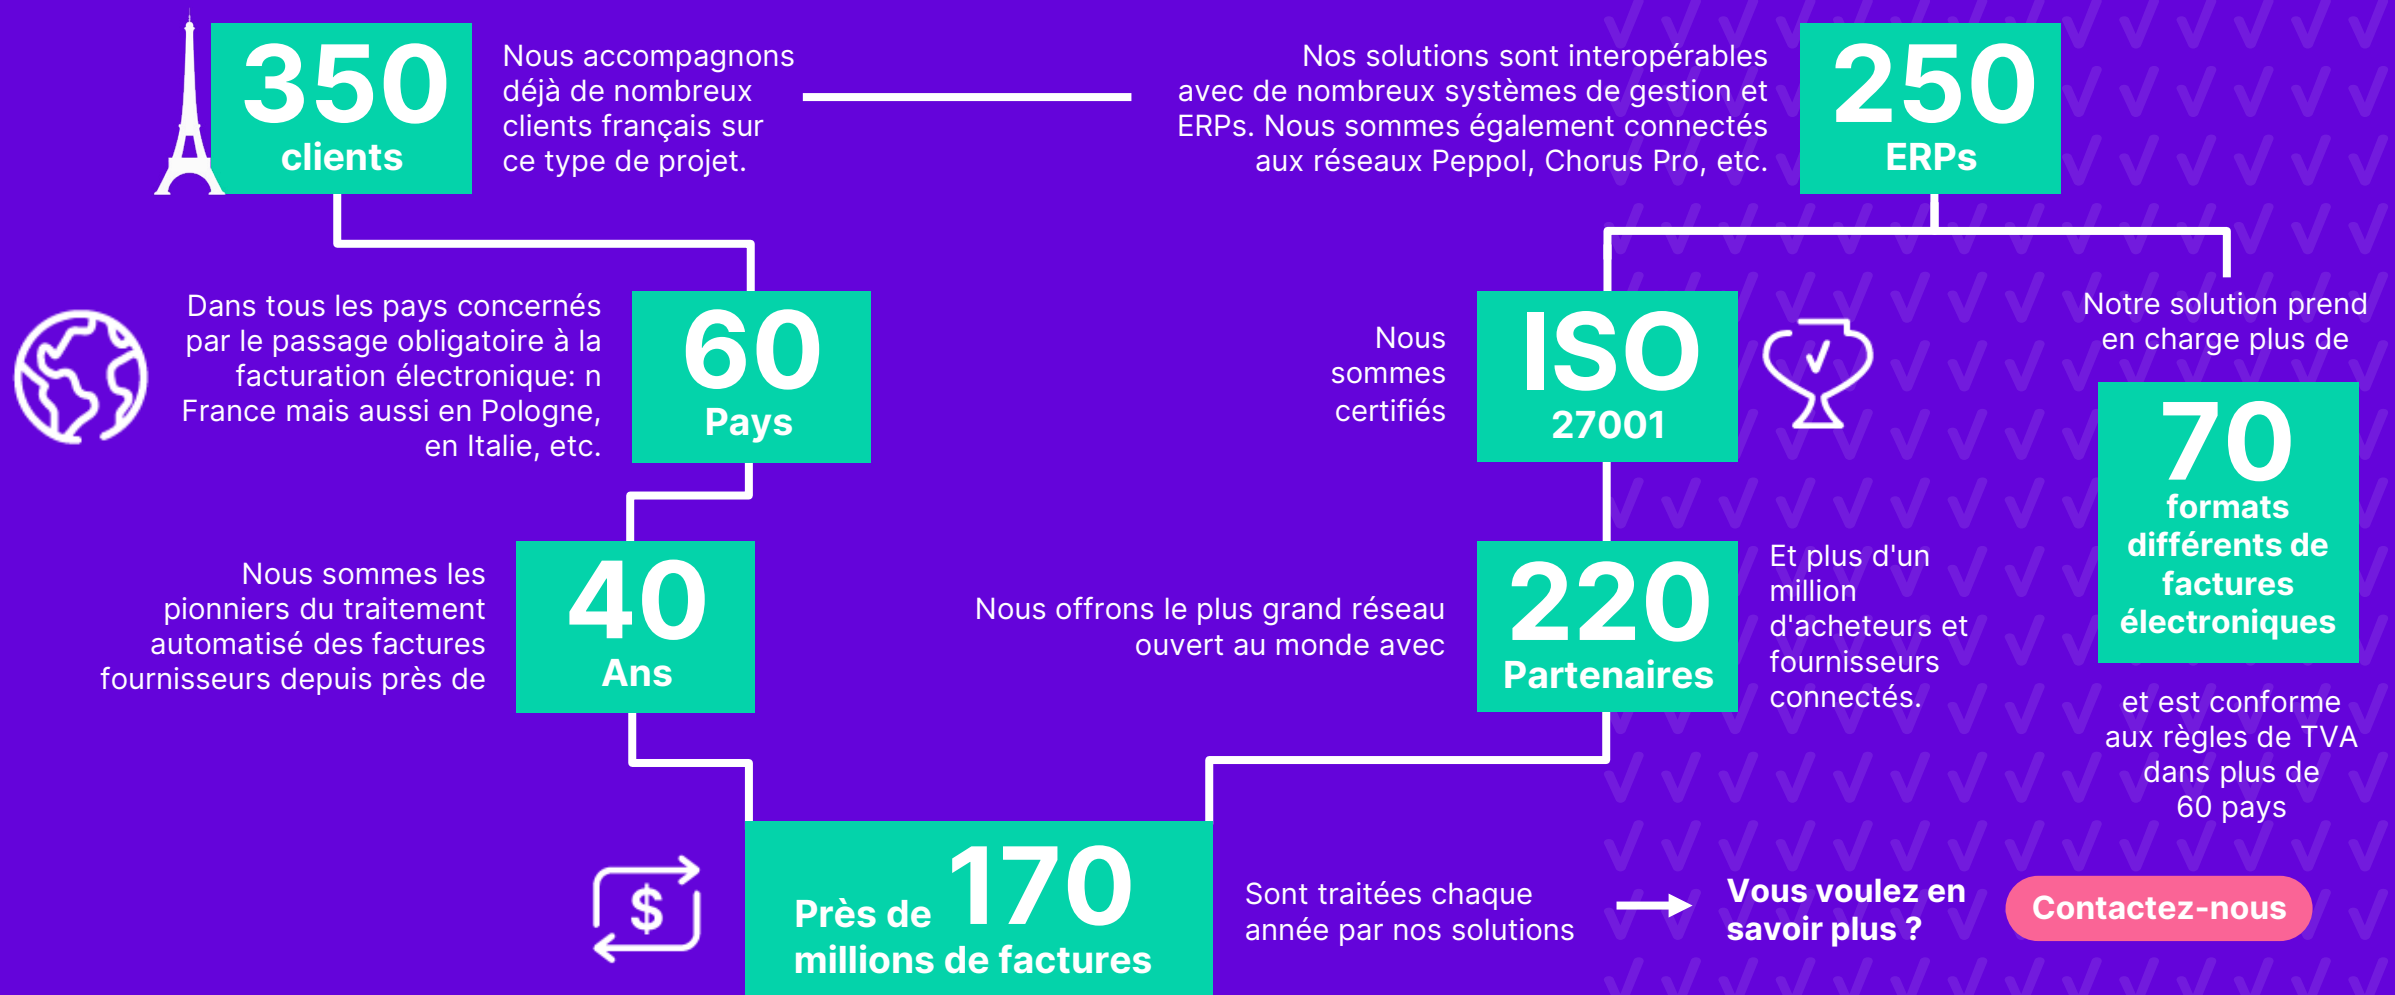 350
clients
Nous accompagnons
déjà de nombreux
clients français sur
ce type de projet.
Nos solutions sont interopérables
avec de nombreux systèmes de gestion et
ERPs. Nous sommes également connectés
aux réseaux Peppol, Chorus Pro, etc.
250
ERPs
Dans tous les pays concernés
par le passage obligatoire à la
facturation électronique: n
France mais aussi en Pologne,
en Italie, etc.
60
Pays
Nous
sommes
certifiés
ISO
27001
Notre solution prend
en charge plus de
70
formats
différents de
factures
électroniques
et est conforme
aux règles de TVA
dans plus de
60 pays
Nous sommes les
pionniers du traitement
automatisé des factures
fournisseurs depuis près de
40
Ans
Nous offrons le plus grand réseau
ouvert au monde avec
220
Partenaires
Et plus d'un
million
d'acheteurs et
fournisseurs
connectés.
$
Près de 170
millions de factures
Sont traitées chaque
année par nos solutions
Vous voulez en
savoir plus ?
Contactez-nous